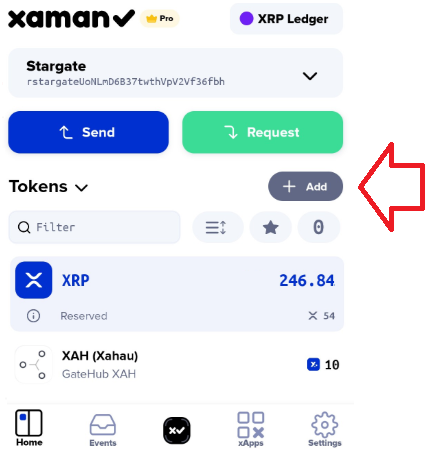 xaman Pro XRP Ledger
Stargate
rstargateUoNLmD6B37twthVpV2Vf36fbh
Send Request
Tokens Add
Filter 0
XRP 246.84
Reserved 54
XAH (Xahau) 10
GateHub XAH
Home Events xApps Settings